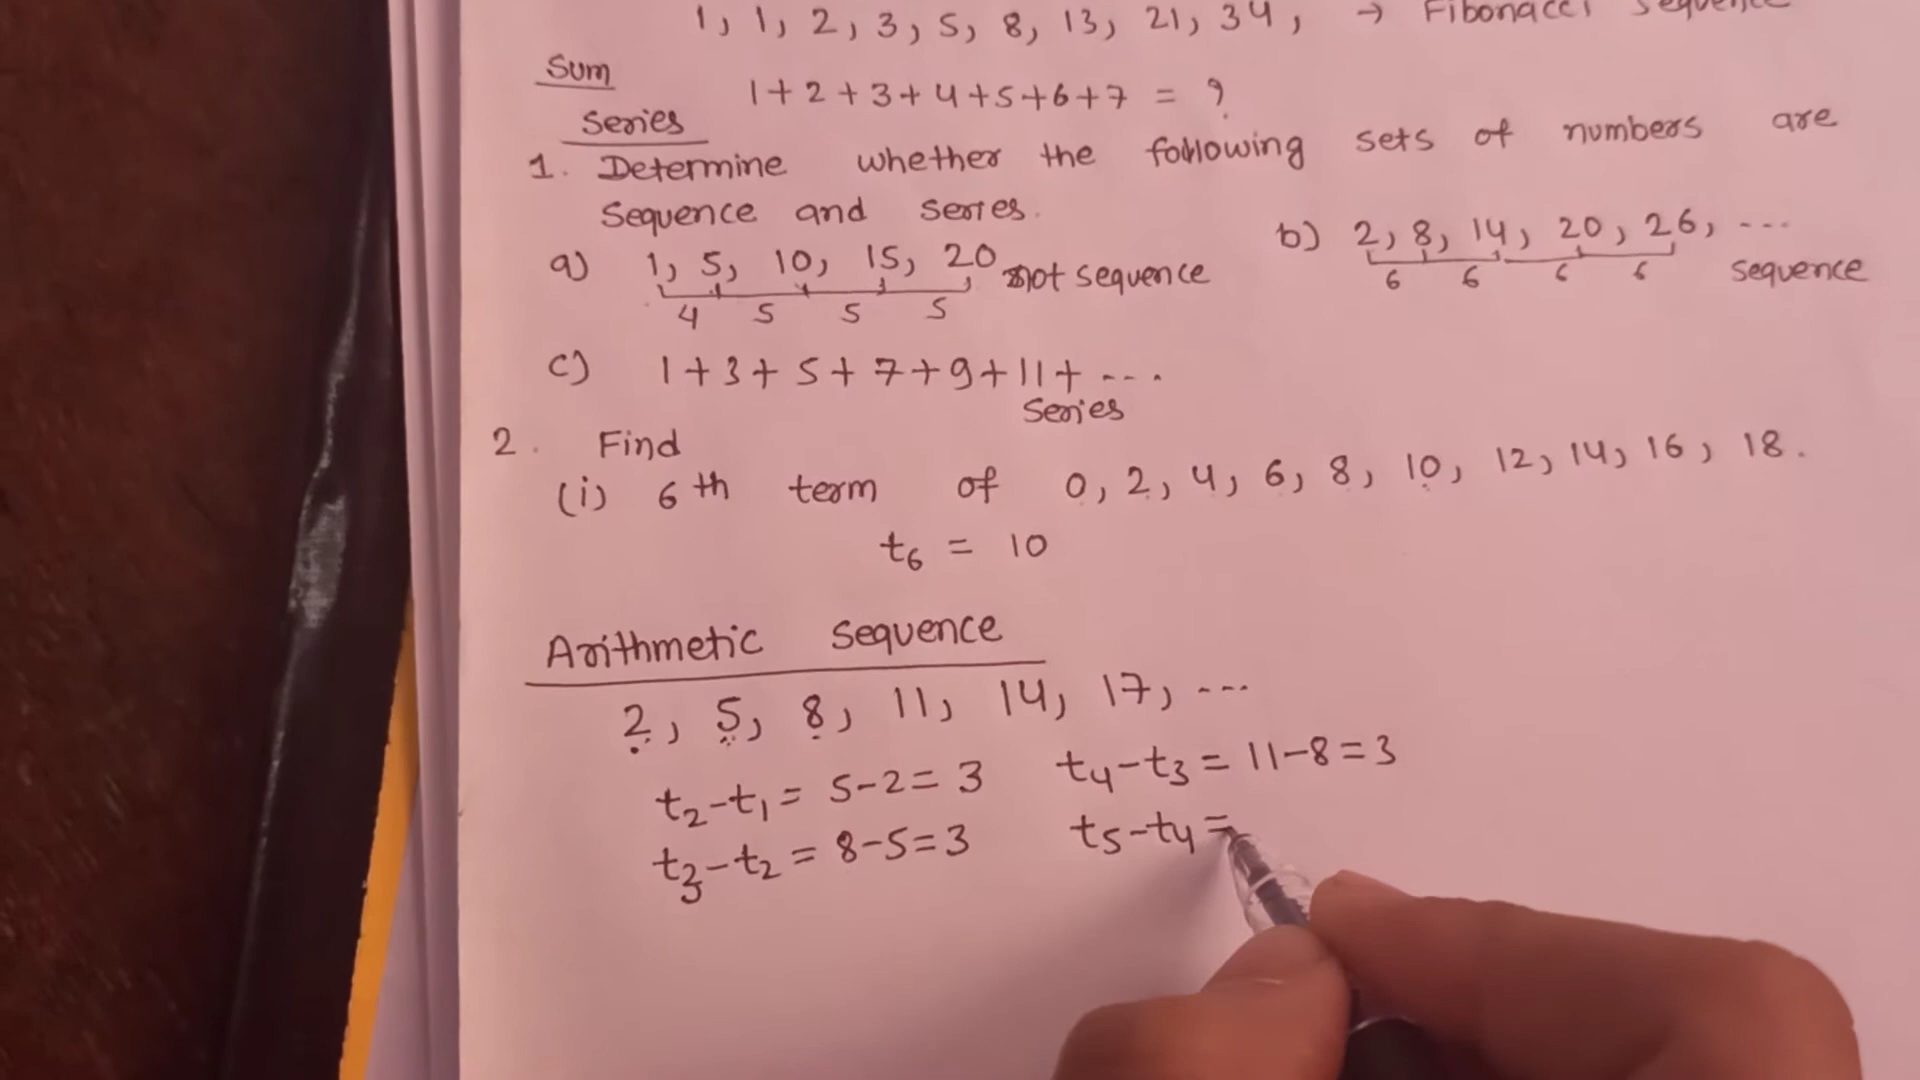 1, 1, 2, 3, 5, 8, 13, 21, 34, → Fibonacci Sequence
Sum
1+2+3+4+5+6+7 = ?
Series
1. Determine whether the following sets of numbers are
Sequence and series.
a) 1, 5, 10, 15, 20 not sequence
4 5 5 5
b) 2, 8, 14, 20, 26, ...
6 6 6 6 sequence
c) 1+3+5+7+9+11+ ....
Series
2. Find
(i) 6th term of 0, 2, 4, 6, 8, 10, 12, 14, 16, 18.
t6 = 10
Arithmetic Sequence
2, 5, 8, 11, 14, 17, ...
t2-t1 = 5-2 = 3
t3-t2 = 8-5=3
t4-t3 = 11-8=3
t5-t4 =